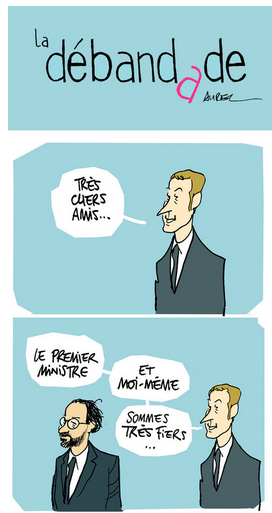 la
débandade
AUREL
TRÈS
CHERS
AMIS...
LE PREMIER
MINISTRE
ET
MOI-MÊME
SOMMES
TRÈS FIERS
...